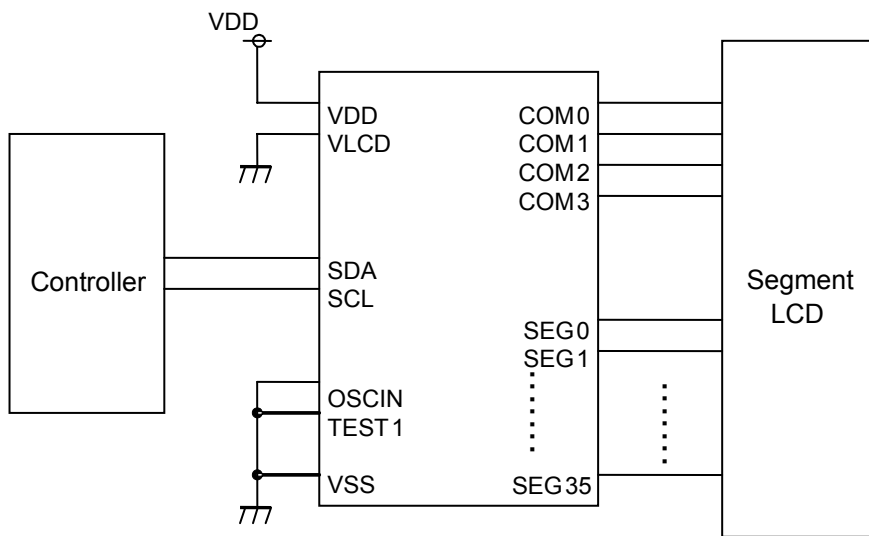 VDD
VDD
VLCD
SDA
SCL
OSCIN
TEST1
VSS
COM0
COM1
COM2
COM3
SEG0
SEG1
SEG35
Controller
Segment
LCD